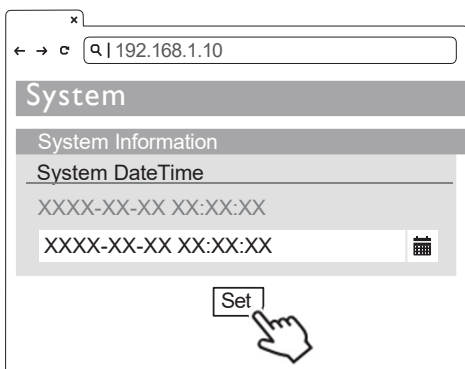 192.168.1.10
System
System Information
System DateTime
XXXX-XX-XX XX:XX:XX
XXXX-XX-XX XX:XX:XX
Set